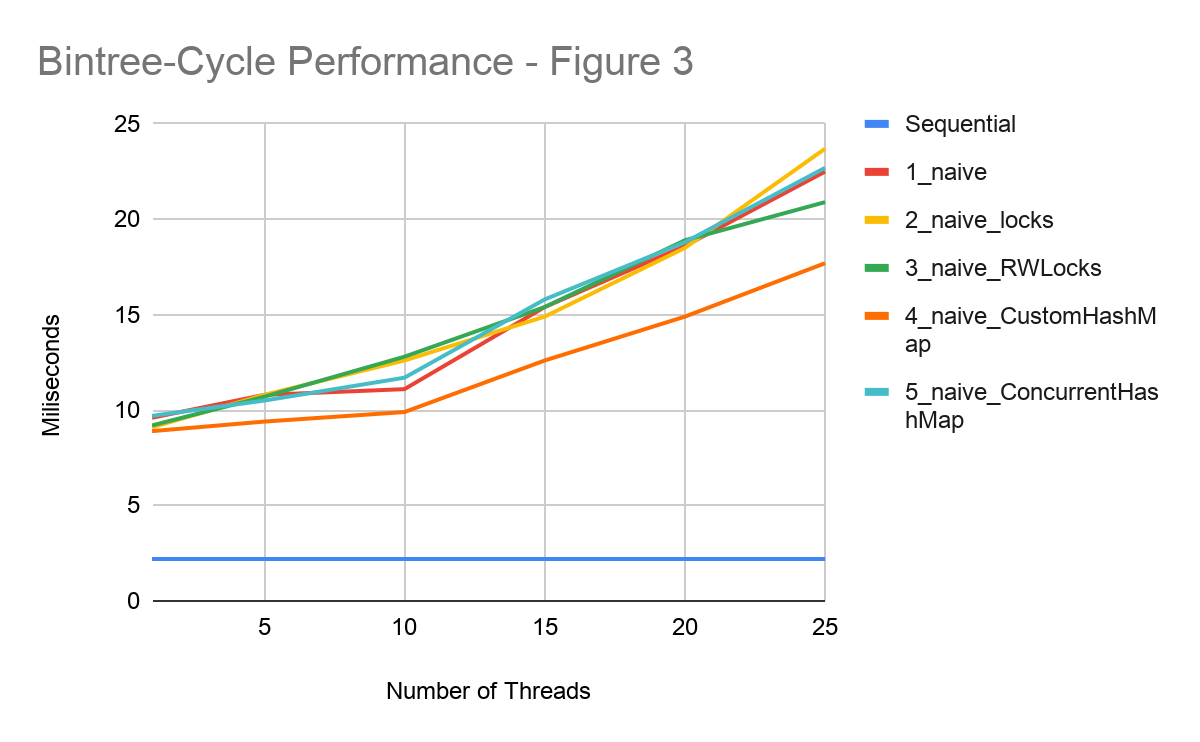 Bintree-Cycle Performance - Figure 3
25
20
15
10
5
0
Miliseconds
5
10
15
20
25
Number of Threads
Sequential
1_naive
2_naive_locks
3_naive_RWLocks
4_naive_CustomHashM
ap
5_naive_ConcurrentHas
hMap